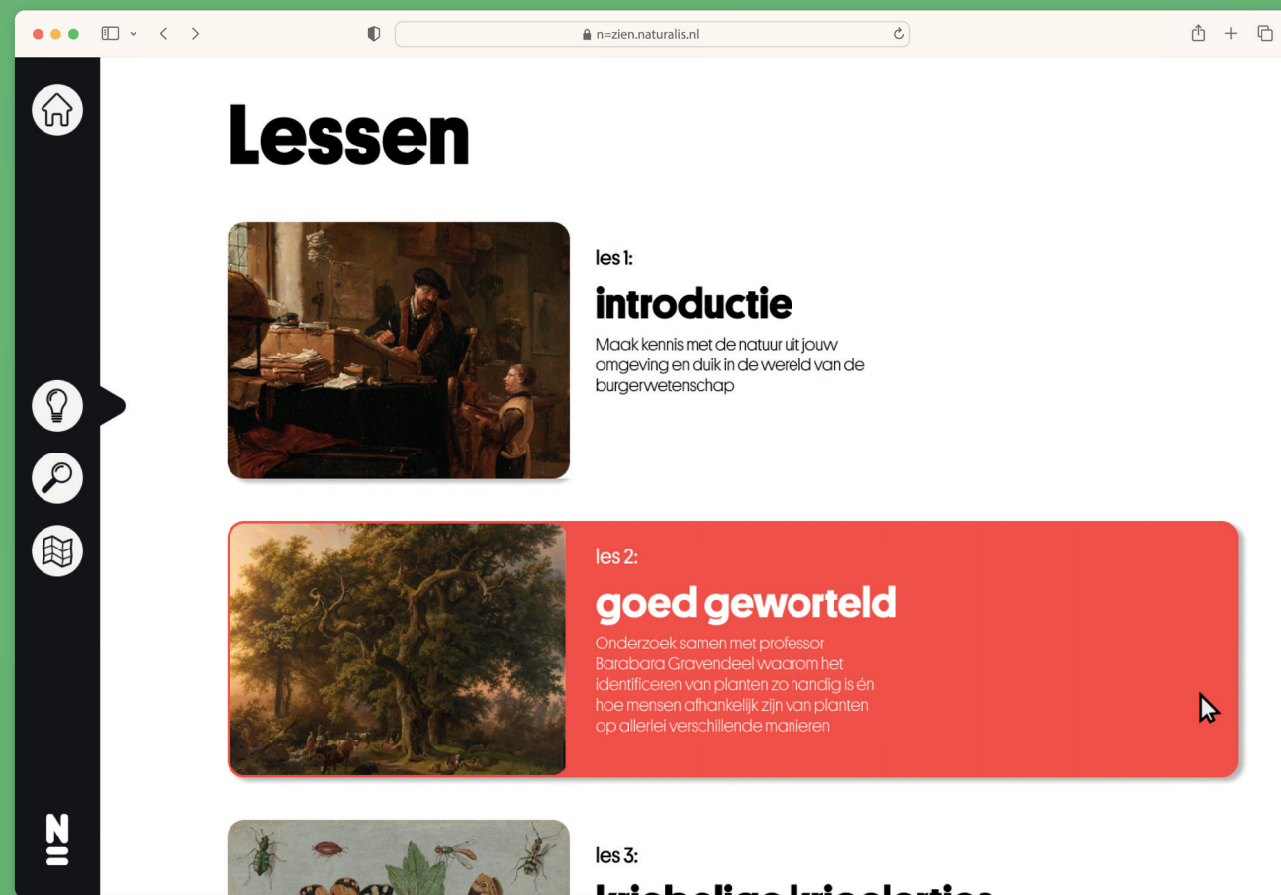 n=zien.naturalis.nl
Lessen
les 1:
introductie
Maak kennis met de natuur uit jouw
omgeving en duik in de wereld van de
burgerwetenschap
les 2:
goed geworteld
Onderzoek samen met professor
Barabara Gravendeel waarom het
identificeren van planten zo handig is én
hoe mensen afhankelijk zijn van planten
op allerlei verschillende manieren
les 3:
kriebelige krioelertjes
N